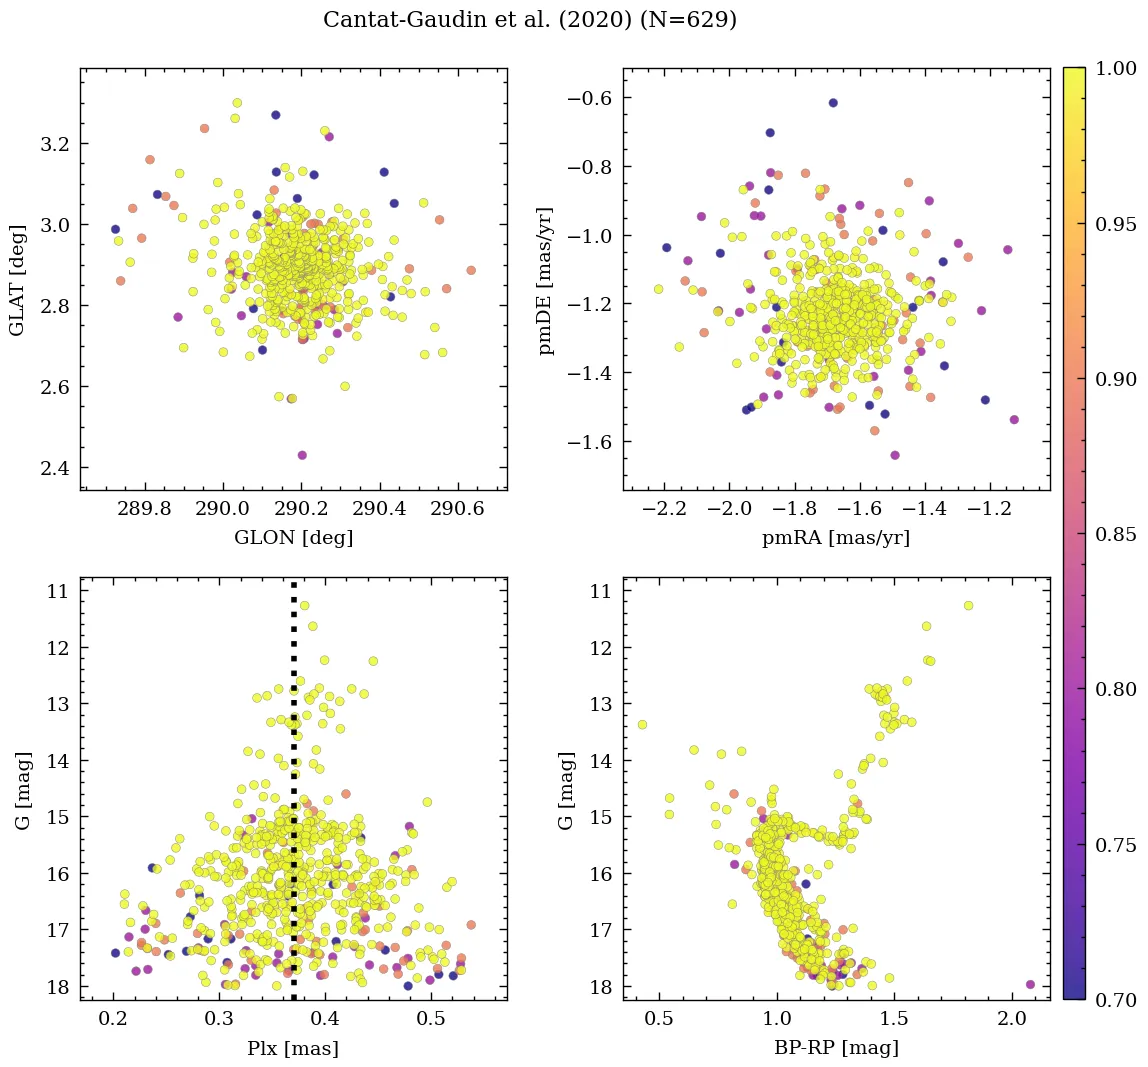 Cantat-Gaudin et al. (2020) (N=629)
3.2
3.0
2.8
2.6
2.4
GLAT [deg]
289.8 290.0 290.2 290.4 290.6
GLON [deg]
−0.6
−0.8
−1.0
−1.2
−1.4
−1.6
pmDE [mas/yr]
−2.2 −2.0 −1.8 −1.6 −1.4 −1.2
pmRA [mas/yr]
11
12
13
14
15
16
17
18
G [mag]
0.2 0.3 0.4 0.5
Plx [mas]
11
12
13
14
15
16
17
18
G [mag]
0.5 1.0 1.5 2.0
BP-RP [mag]
1.00
0.95
0.90
0.85
0.80
0.75
0.70